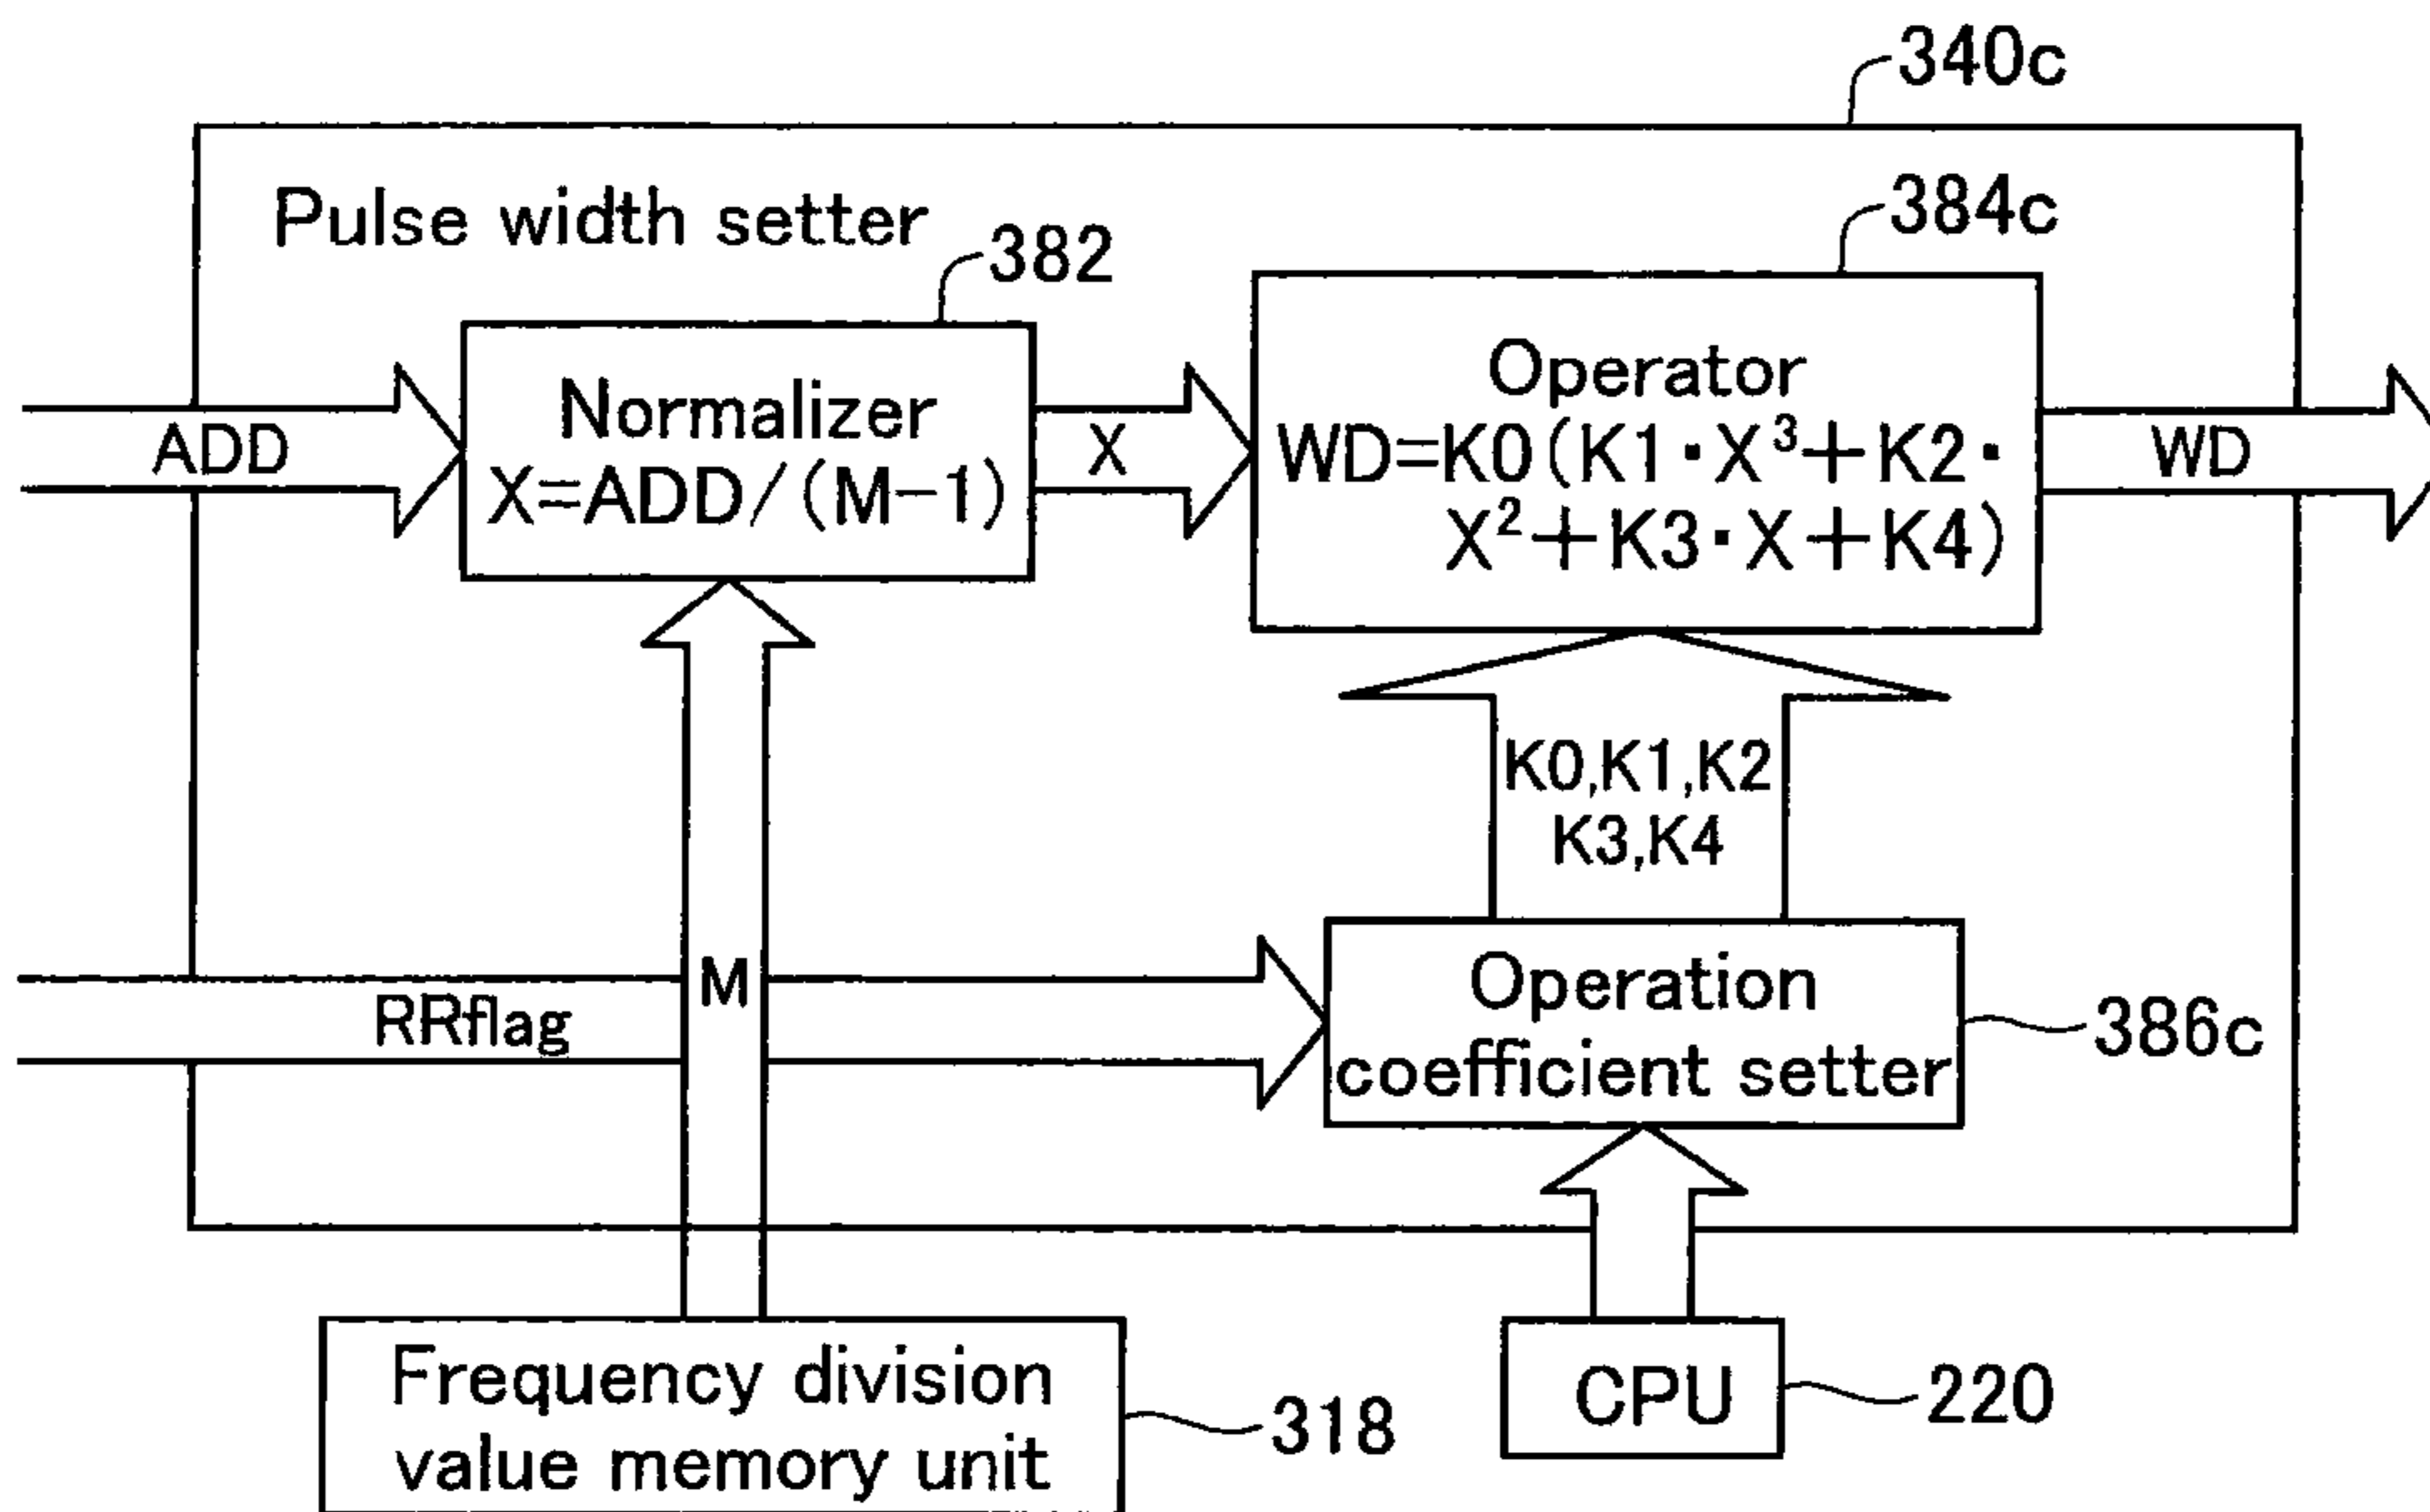 340c
Pulse width setter
382
384c
ADD
Normalizer
X=ADD/(M−1)
X
Operator
WD=K0(K1·X³+K2·
X²+K3·X+K4)
WD
K0,K1,K2
K3,K4
RRflag
M
Operation
coefficient setter
386c
Frequency division
value memory unit
318
CPU
220